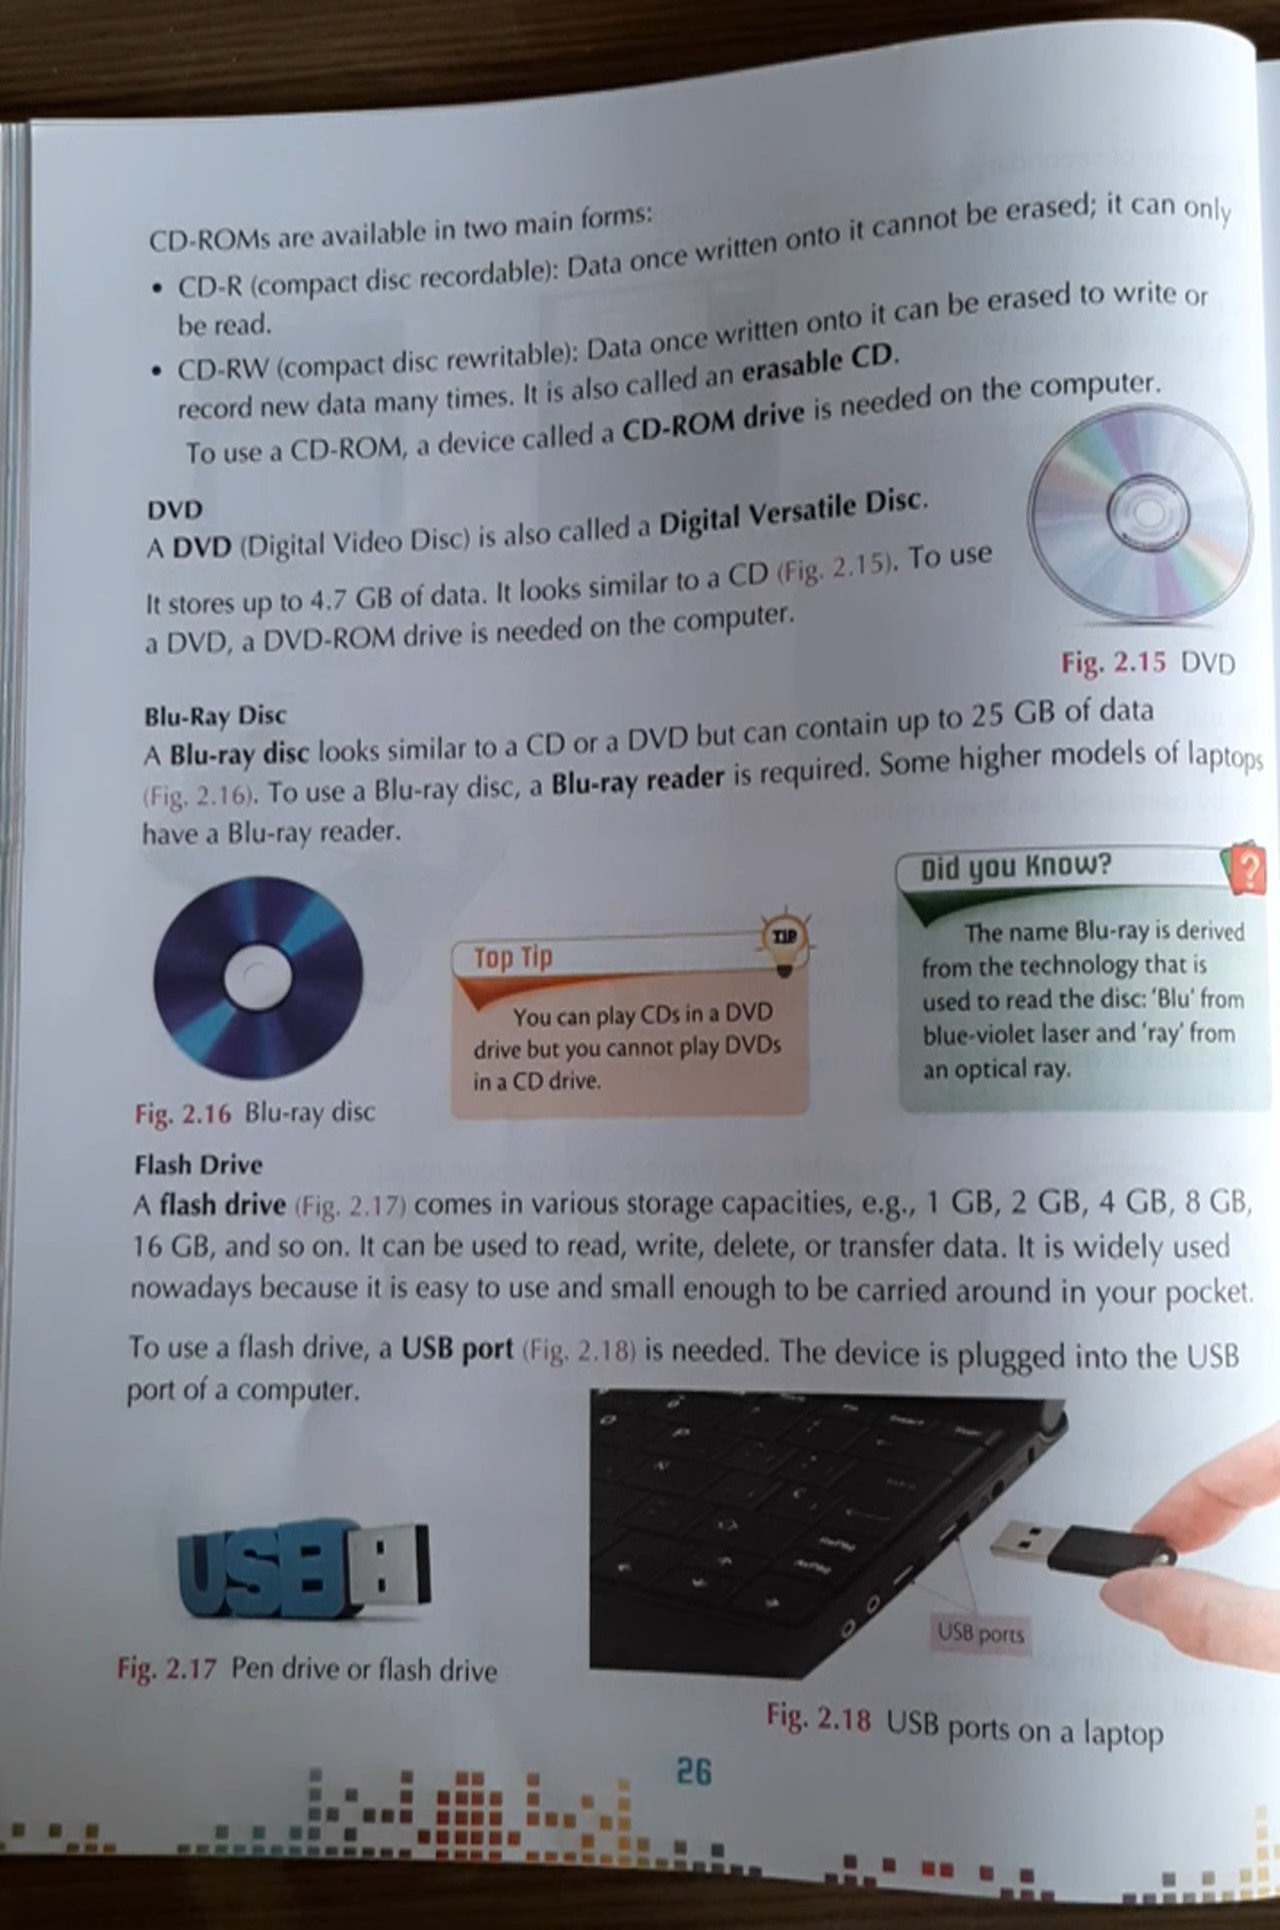 CD-ROMs are available in two main forms:
• CD-R (compact disc recordable): Data once written onto it cannot be erased; it can only
be read.
• CD-RW (compact disc rewritable): Data once written onto it can be erased to write or
record new data many times. It is also called an erasable CD.
To use a CD-ROM, a device called a CD-ROM drive is needed on the computer.
DVD
A DVD (Digital Video Disc) is also called a Digital Versatile Disc.
It stores up to 4.7 GB of data. It looks similar to a CD (Fig. 2.15). To use
a DVD, a DVD-ROM drive is needed on the computer.
Fig. 2.15 DVD
Blu-Ray Disc
A Blu-ray disc looks similar to a CD or a DVD but can contain up to 25 GB of data
(Fig. 2.16). To use a Blu-ray disc, a Blu-ray reader is required. Some higher models of laptops
have a Blu-ray reader.
Fig. 2.16 Blu-ray disc
Top Tip
TIP
You can play CDs in a DVD
drive but you cannot play DVDs
in a CD drive.
Did you Know?
?
The name Blu-ray is derived
from the technology that is
used to read the disc: 'Blu' from
blue-violet laser and 'ray' from
an optical ray.
Flash Drive
A flash drive (Fig. 2.17) comes in various storage capacities, e.g., 1 GB, 2 GB, 4 GB, 8 GB,
16 GB, and so on. It can be used to read, write, delete, or transfer data. It is widely used
nowadays because it is easy to use and small enough to be carried around in your pocket.
To use a flash drive, a USB port (Fig. 2.18) is needed. The device is plugged into the USB
port of a computer.
USB
Fig. 2.17 Pen drive or flash drive
USB ports
Fig. 2.18 USB ports on a laptop
26